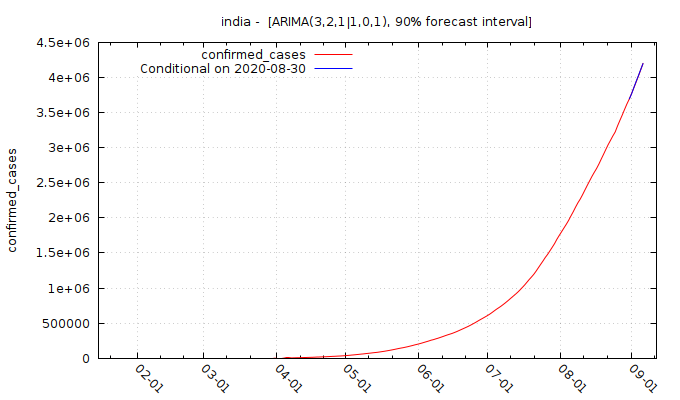 india -  [ARIMA(3,2,1|1,0,1), 90% forecast interval]
confirmed_cases
Conditional on 2020-08-30
4.5e+06
4e+06
3.5e+06
3e+06
2.5e+06
2e+06
1.5e+06
1e+06
500000
0
confirmed_cases
02-01
03-01
04-01
05-01
06-01
07-01
08-01
09-01